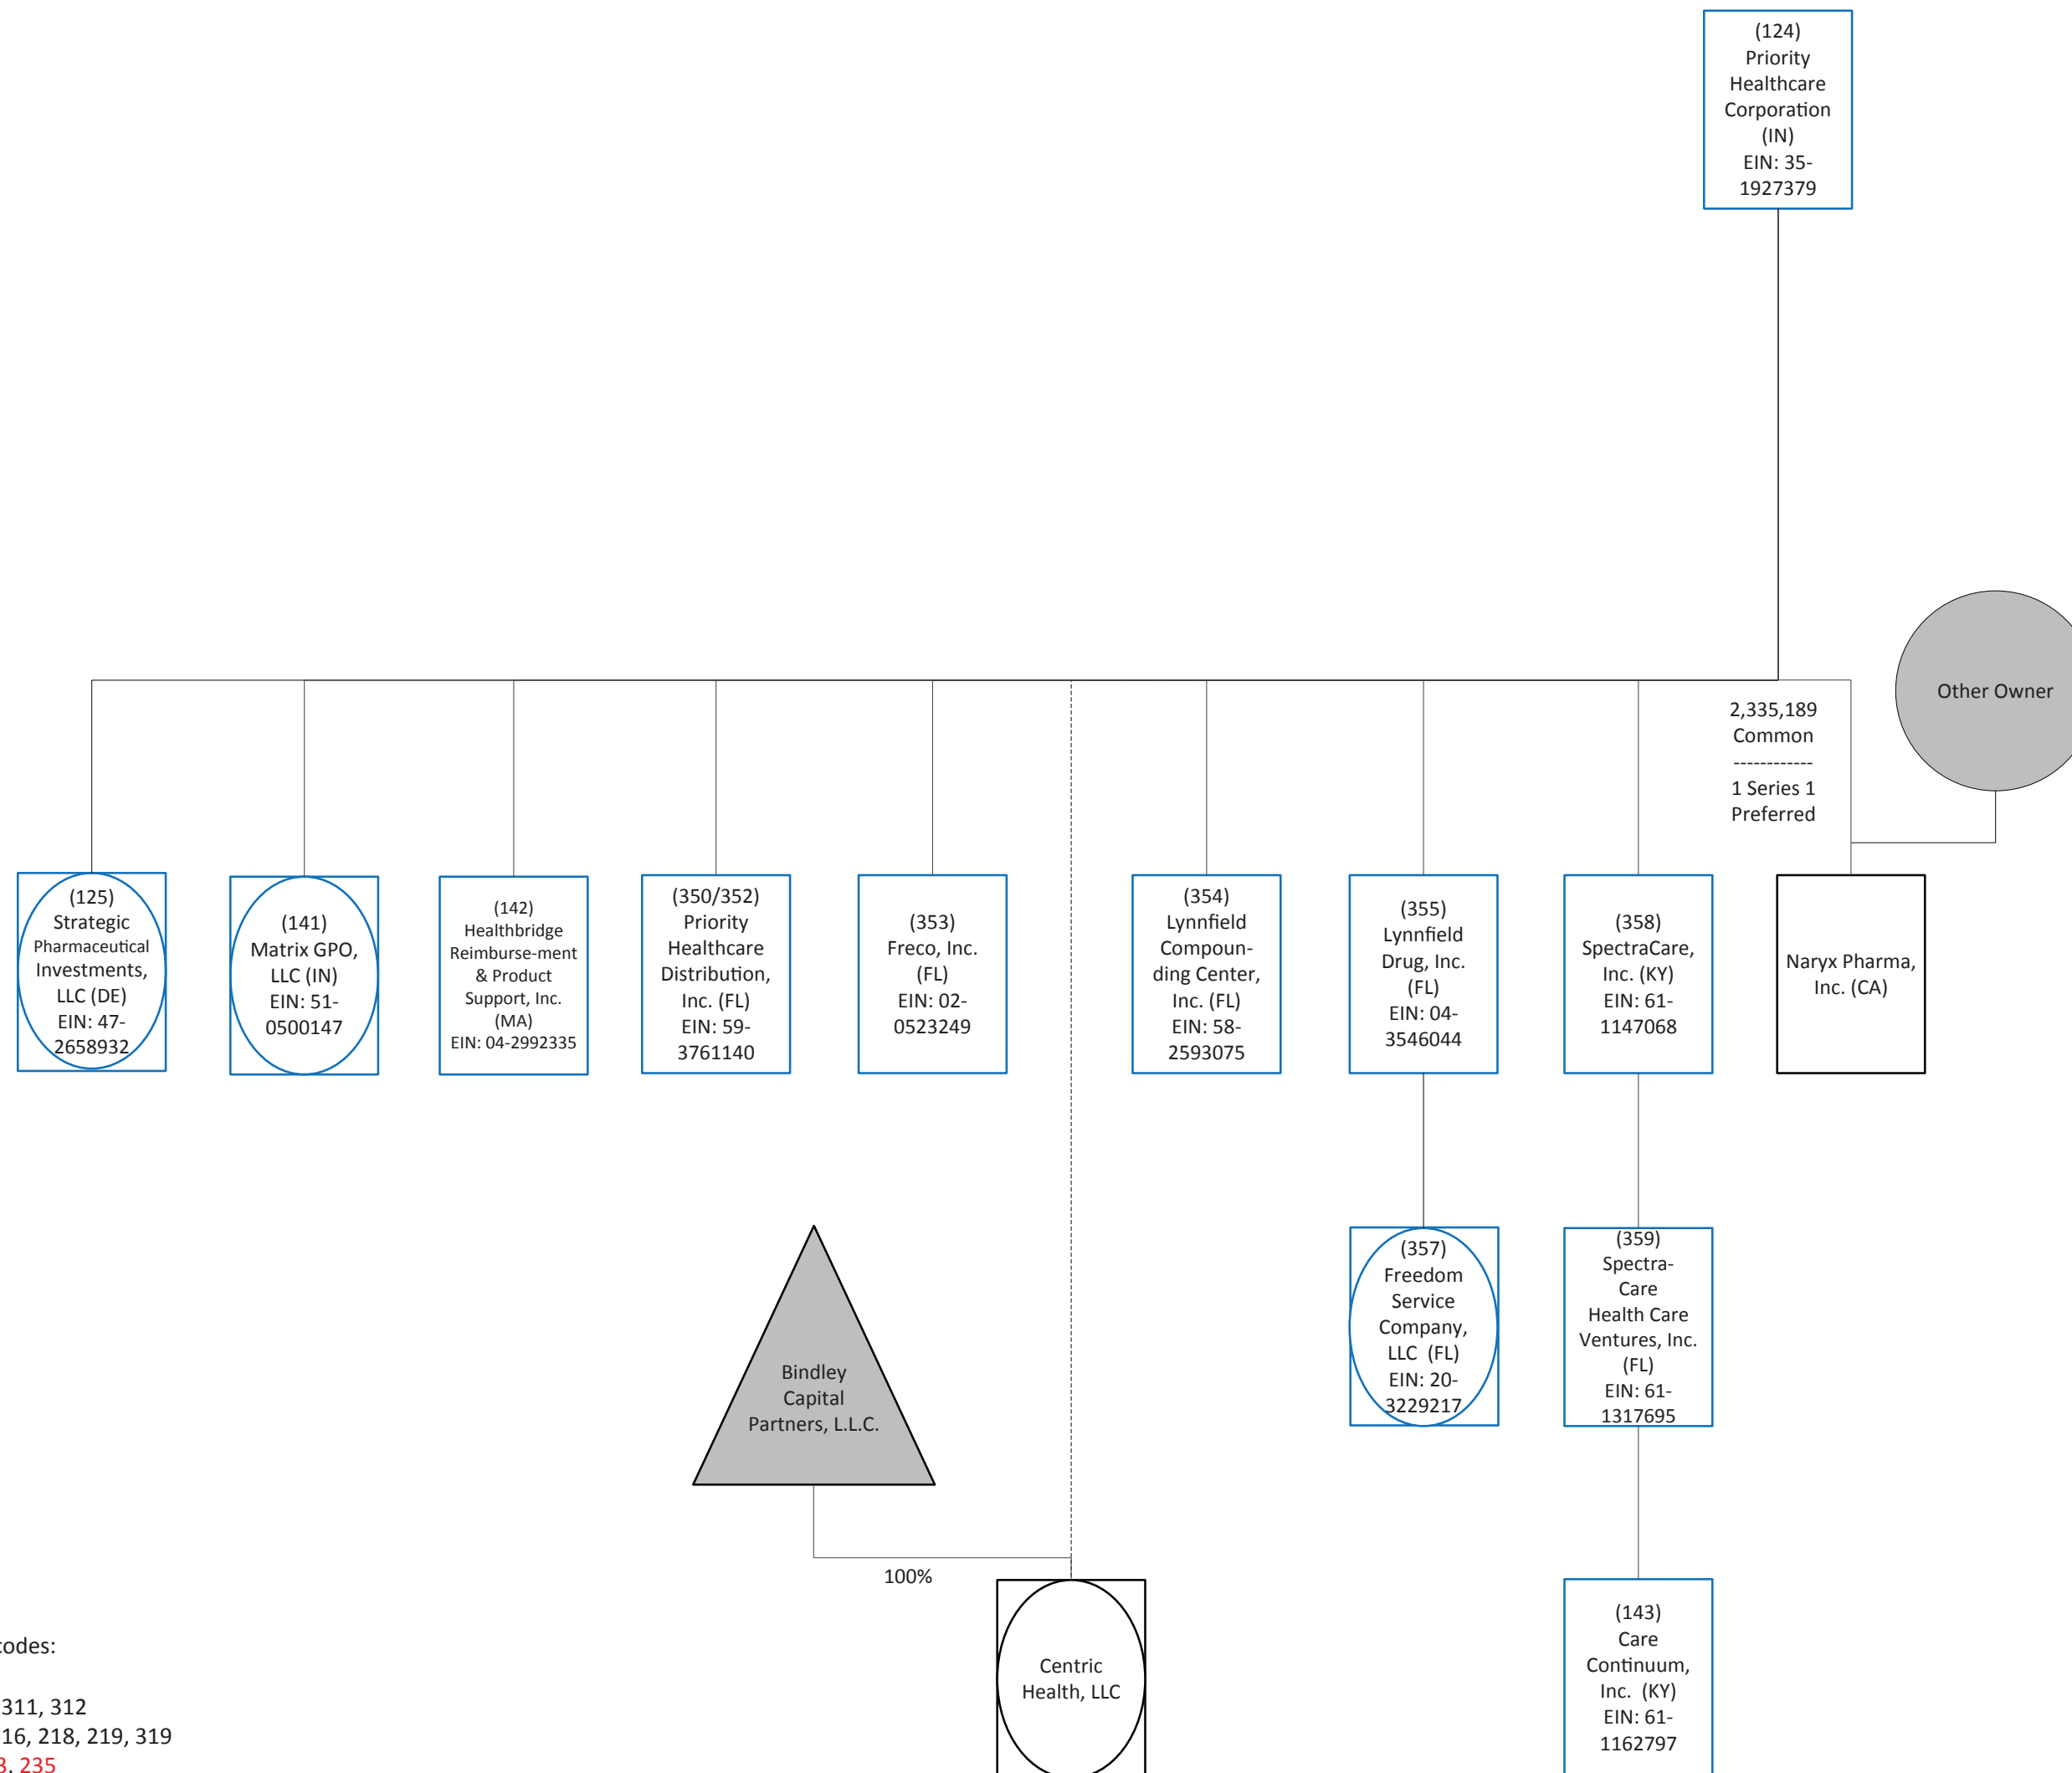 (124)
Priority
Healthcare
Corporation
(IN)
EIN: 35-
1927379
Other Owner
2,335,189
Common
------------
1 Series 1
Preferred
(125)
Strategic
Pharmaceutical
Investments,
LLC (DE)
EIN: 47-
2658932
(141)
Matrix GPO,
LLC (IN)
EIN: 51-
0500147
(142)
Healthbridge
Reimburse-ment
& Product
Support, Inc.
(MA)
EIN: 04-2992335
(350/352)
Priority
Healthcare
Distribution,
Inc. (FL)
EIN: 59-
3761140
(353)
Freco, Inc.
(FL)
EIN: 02-
0523249
(354)
Lynnfield
Compoun-
ding Center,
Inc. (FL)
EIN: 58-
2593075
(355)
Lynnfield
Drug, Inc.
(FL)
EIN: 04-
3546044
(358)
SpectraCare,
Inc. (KY)
EIN: 61-
1147068
Naryx Pharma,
Inc. (CA)
(357)
Freedom
Service
Company,
LLC (FL)
EIN: 20-
3229217
(359)
Spectra-
Care
Health Care
Ventures, Inc.
(FL)
EIN: 61-
1317695
Bindley
Capital
Partners, L.L.C.
100%
Centric
Health, LLC
(143)
Care
Continuum,
Inc. (KY)
EIN: 61-
1162797
codes:
311, 312
16, 218, 219, 319
3, 235